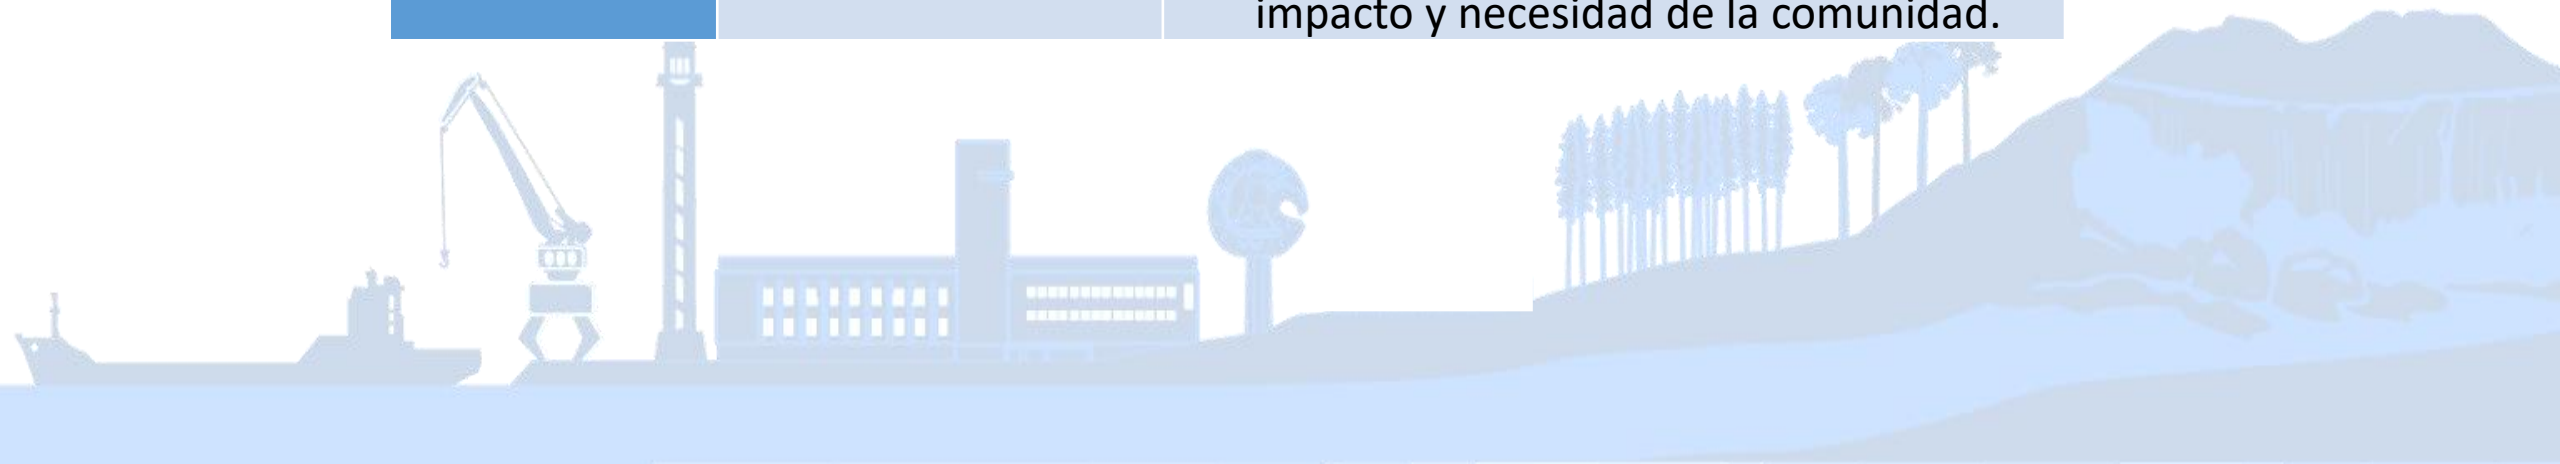 impacto y necesidad de la comunidad.